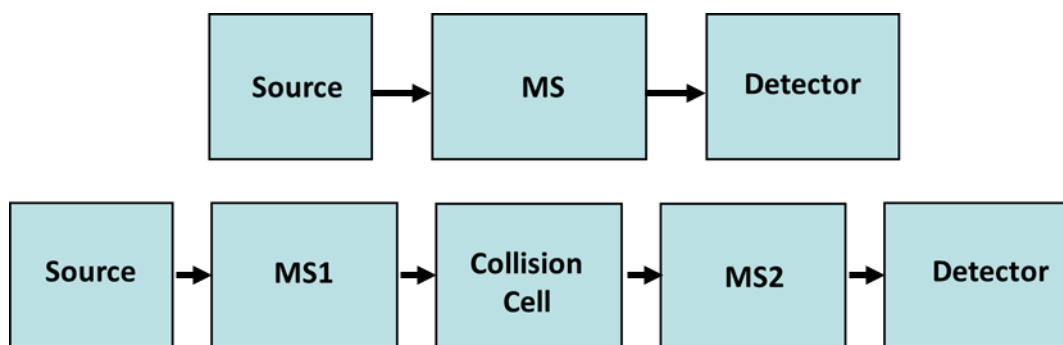 Source
MS
Detector
Source
MS1
Collision
Cell
MS2
Detector